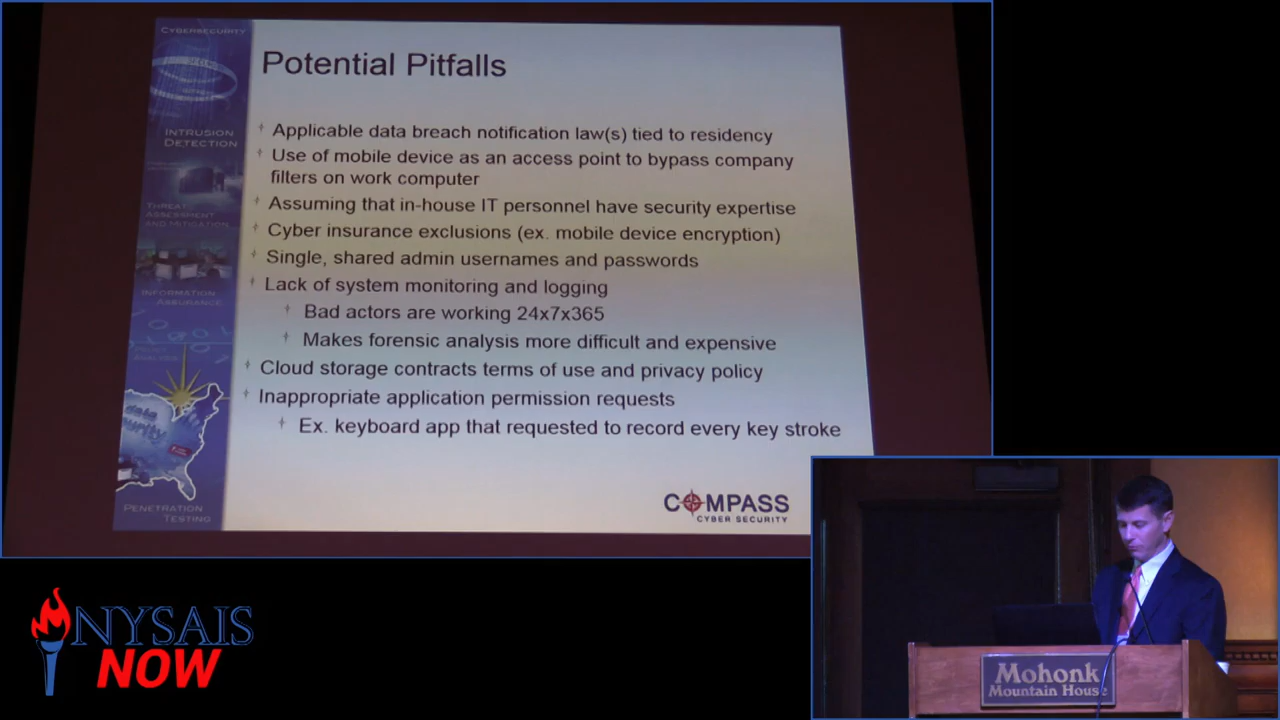 CYBERSECURITY
INTRUSION
DETECTION
THREAT
ASSESSMENT
AND MITIGATION
INFORMATION
ASSURANCE
data
security
PENETRATION
TESTING
Potential Pitfalls
Applicable data breach notification law(s) tied to residency
Use of mobile device as an access point to bypass company
filters on work computer
Assuming that in-house IT personnel have security expertise
Cyber insurance exclusions (ex. mobile device encryption)
Single, shared admin usernames and passwords
Lack of system monitoring and logging
Bad actors are working 24x7x365
Makes forensic analysis more difficult and expensive
Cloud storage contracts terms of use and privacy policy
Inappropriate application permission requests
Ex. keyboard app that requested to record every key stroke
COMPASS
CYBER SECURITY
NYSAIS
NOW
Mohonk
Mountain House